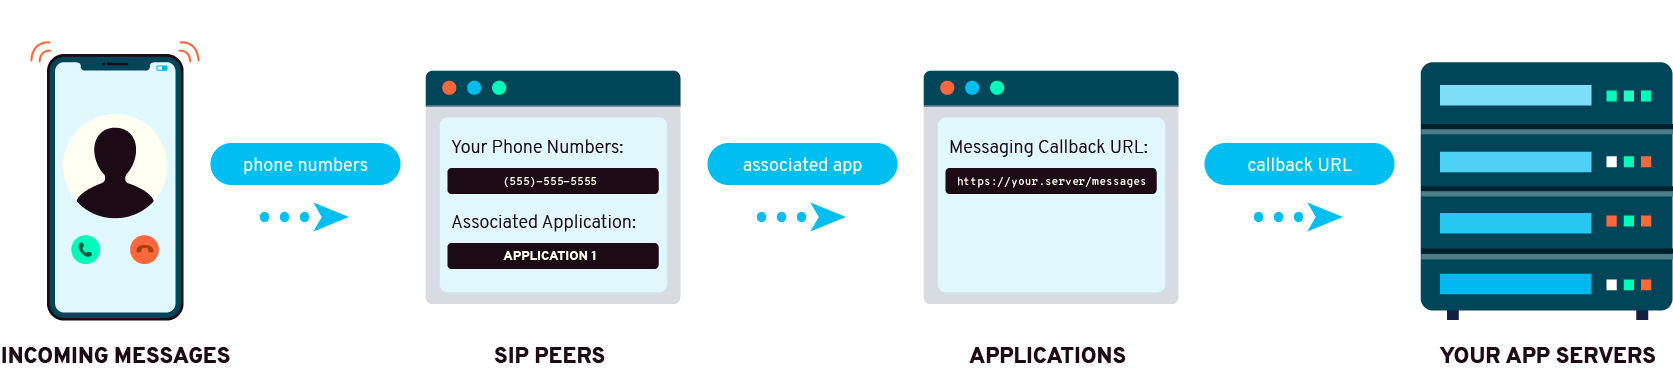 phone numbers
Your Phone Numbers:
(555)-555-5555
Associated Application:
APPLICATION 1
associated app
Messaging Callback URL:
https://your.server/messages
callback URL
INCOMING MESSAGES
SIP PEERS
APPLICATIONS
YOUR APP SERVERS